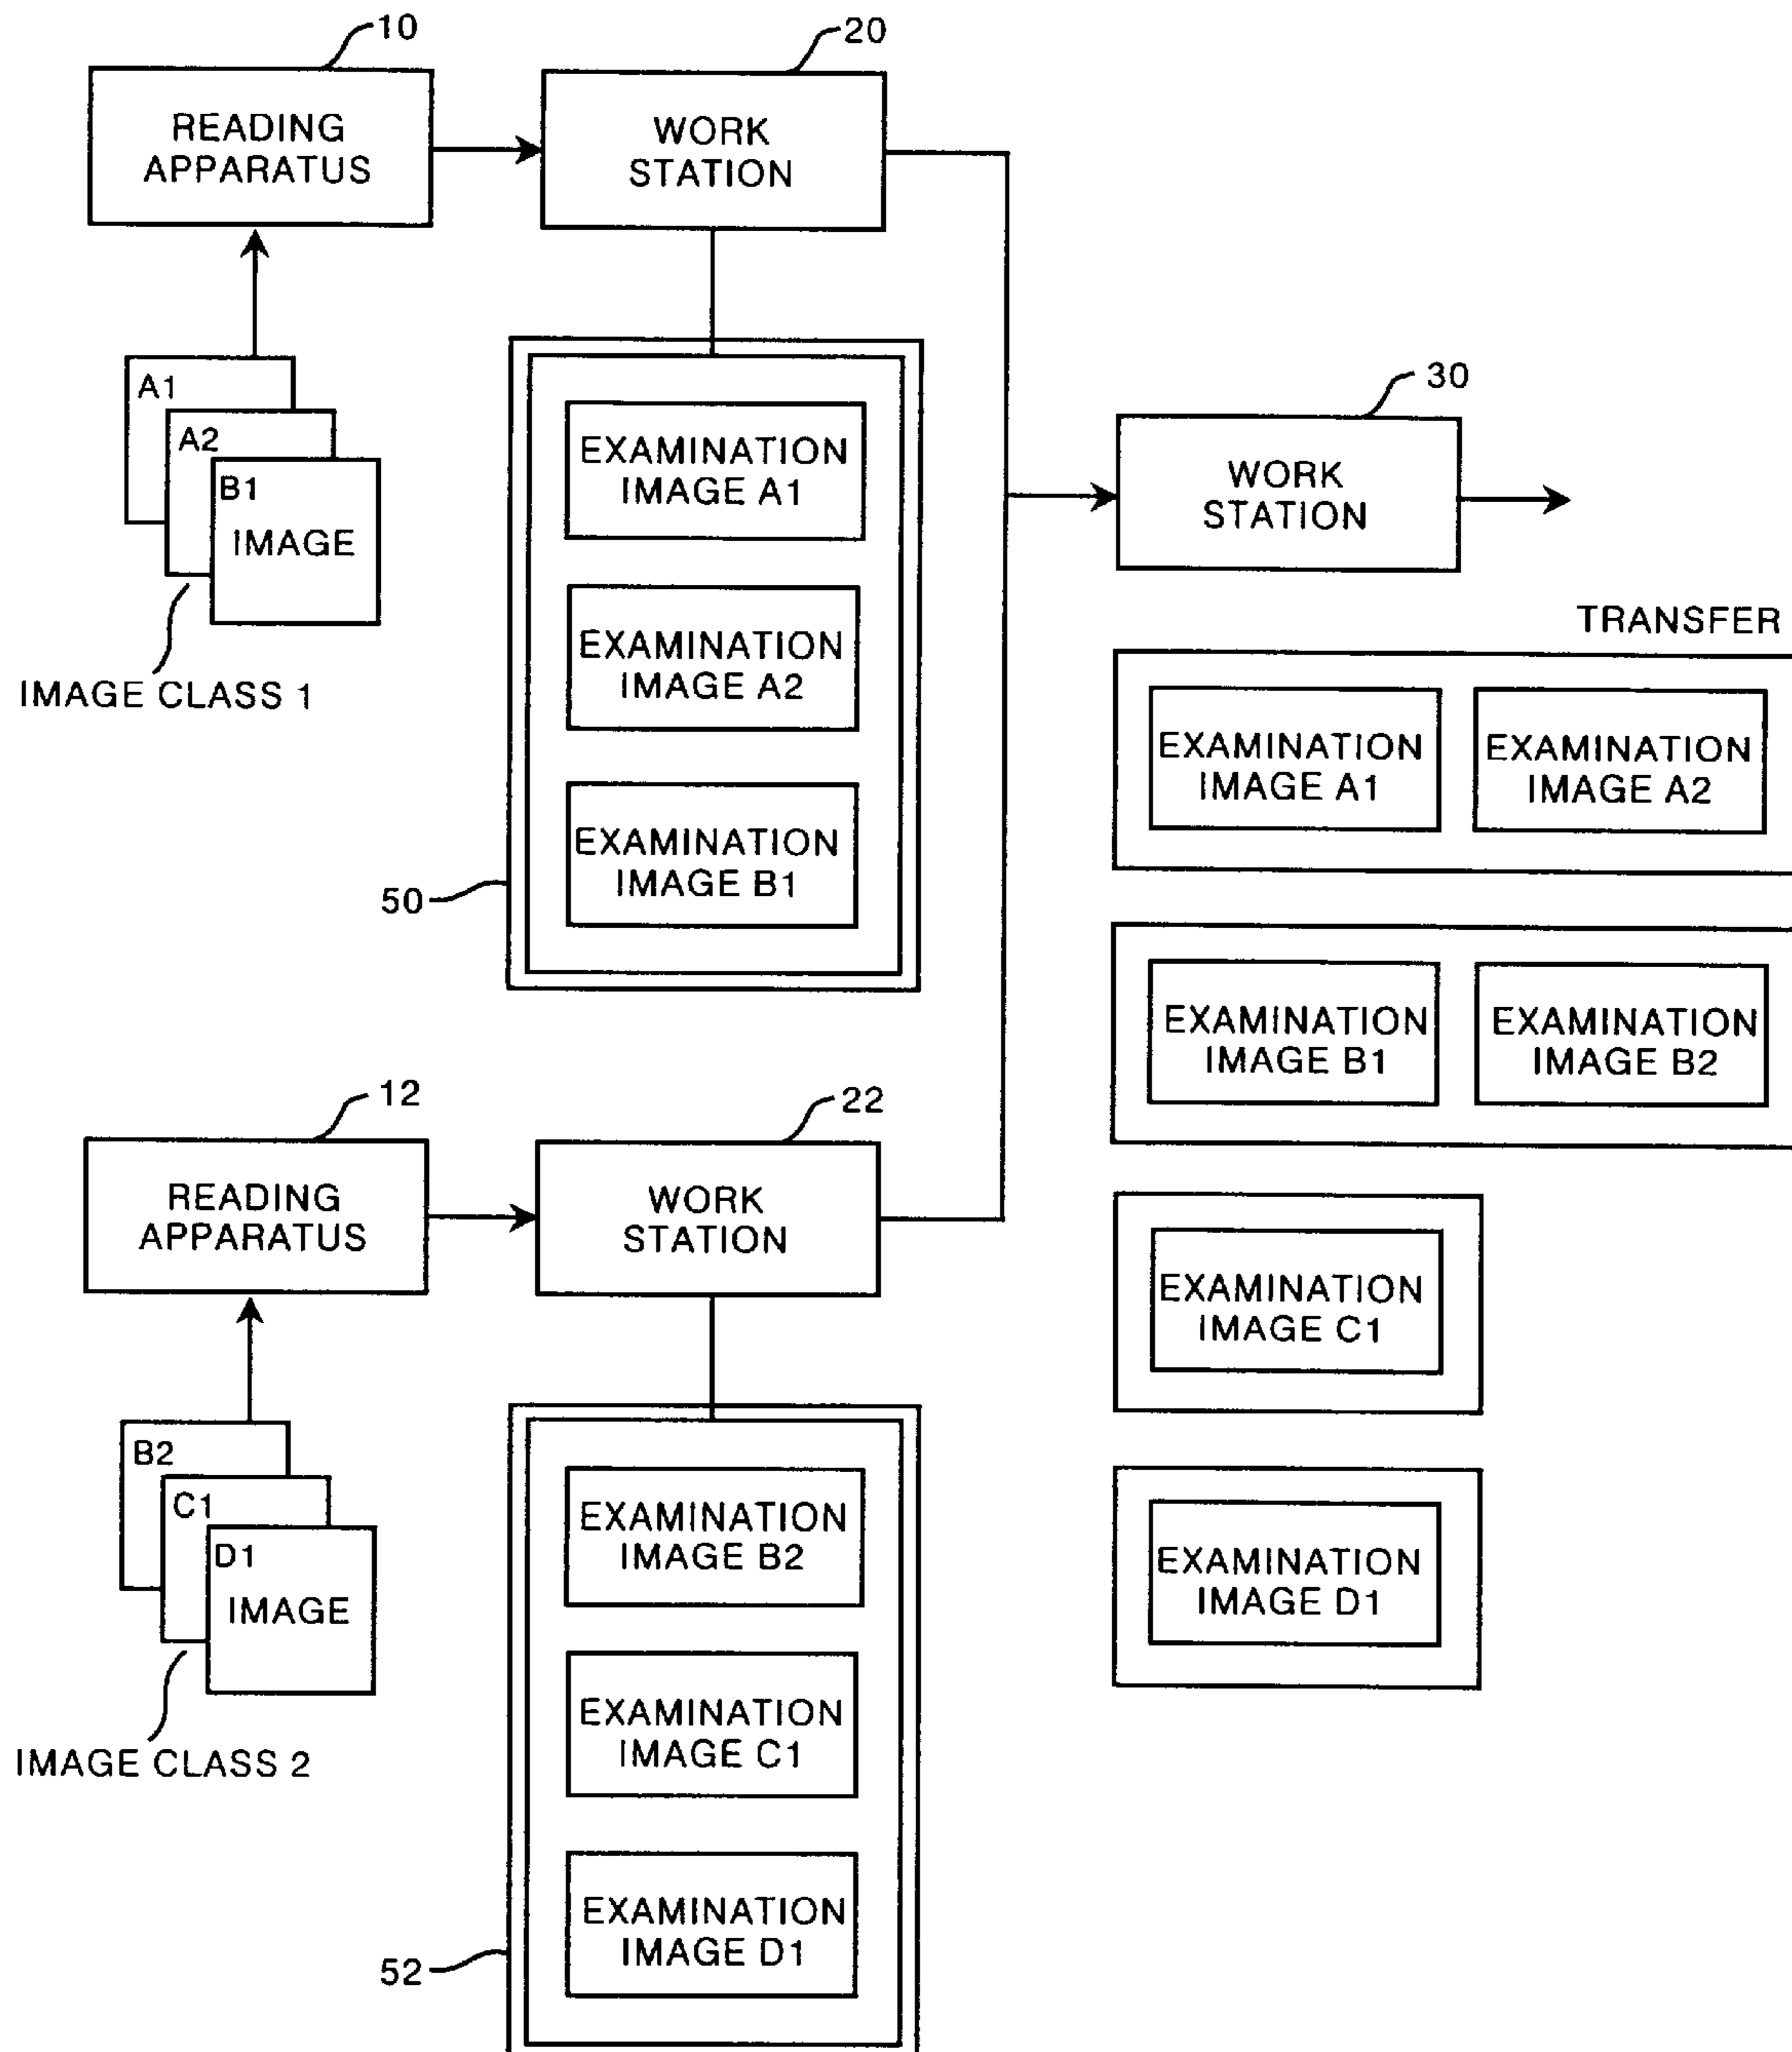 10
READING
APPARATUS
20
WORK
STATION
A1
A2
B1
IMAGE
IMAGE CLASS 1
EXAMINATION
IMAGE A1
EXAMINATION
IMAGE A2
EXAMINATION
IMAGE B1
50
30
WORK
STATION
TRANSFER
EXAMINATION
IMAGE A1
EXAMINATION
IMAGE A2
EXAMINATION
IMAGE B1
EXAMINATION
IMAGE B2
EXAMINATION
IMAGE C1
EXAMINATION
IMAGE D1
12
READING
APPARATUS
22
WORK
STATION
B2
C1
D1
IMAGE
IMAGE CLASS 2
EXAMINATION
IMAGE B2
EXAMINATION
IMAGE C1
EXAMINATION
IMAGE D1
52